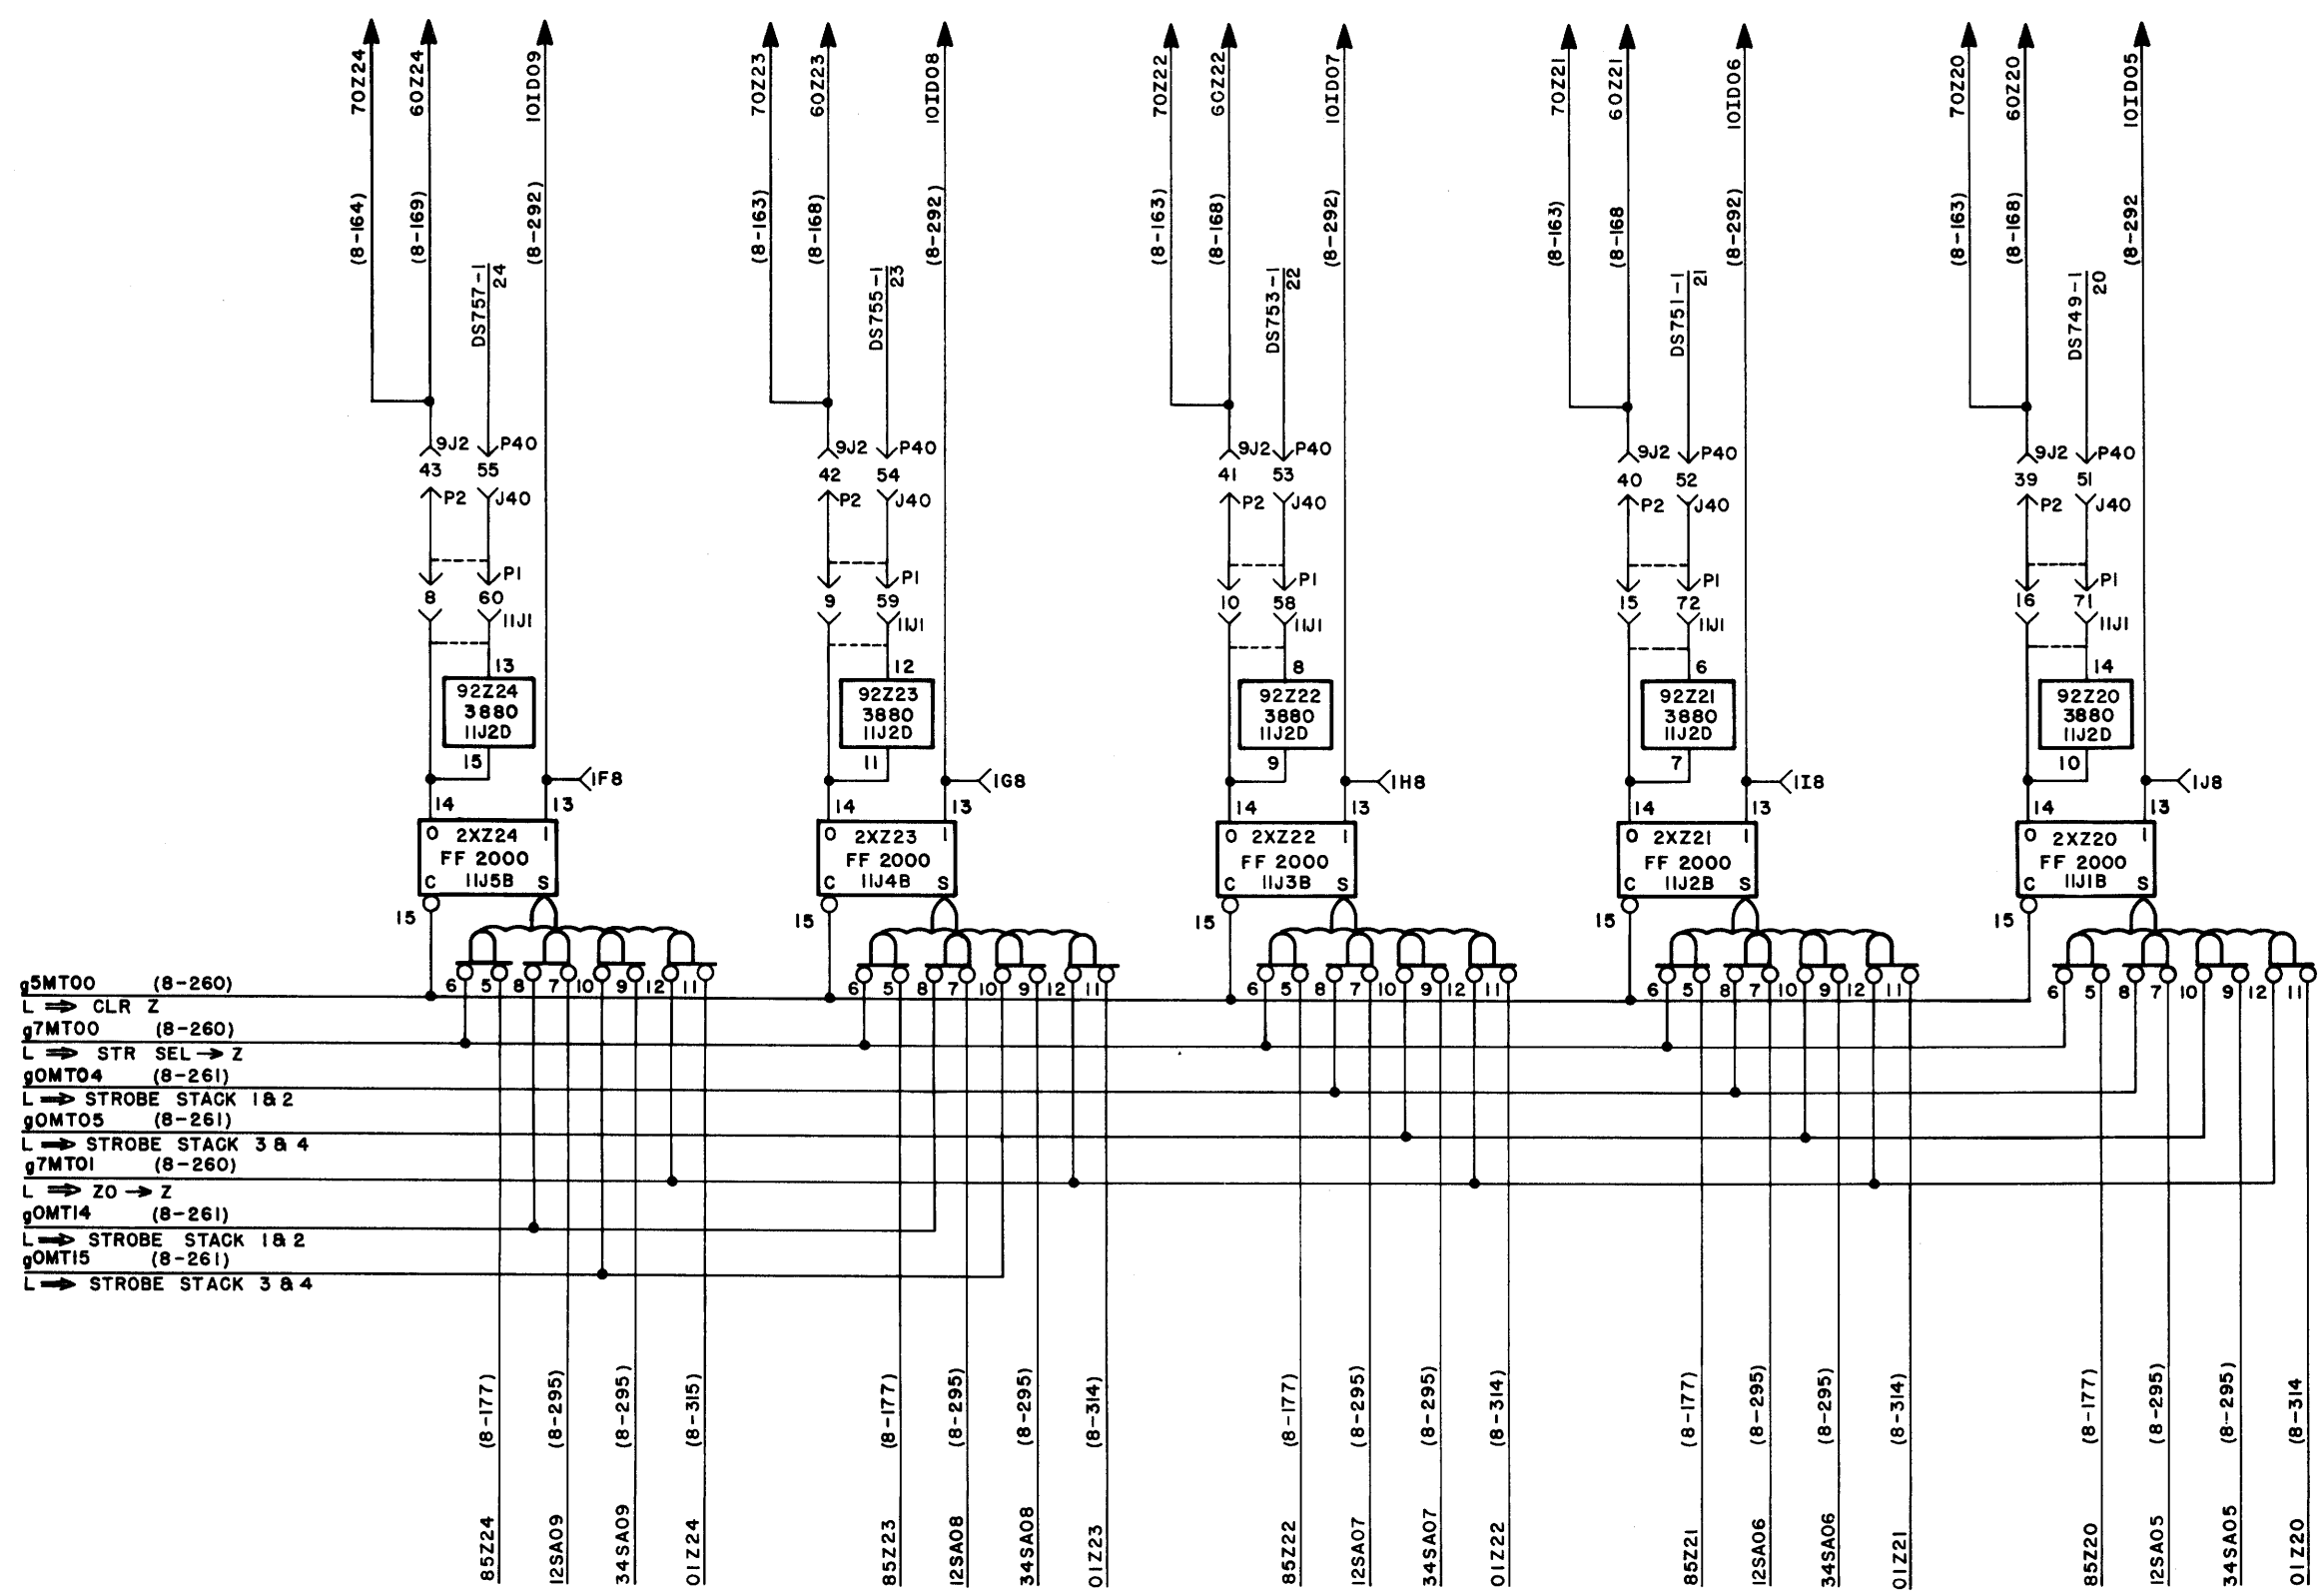 70Z24 60Z24 10ID09 70Z23 60Z23 10ID08 70Z22 60Z22 10ID07 70Z21 60Z21 10ID06 70Z20 60Z20 10ID05
(8-164) (8-169) (8-292) (8-163) (8-168) (8-292) (8-163) (8-168) (8-292) (8-163) (8-168 (8-292) (8-163) (8-168) (8-292
DS757-1 24 DS755-1 23 DS753-1 22 DS751-1 21 DS749-1 20
9J2 P40 9J2 P40 9J2 P40 9J2 P40 9J2 P40
43 55 42 54 41 53 40 52 39 51
P2 J40 P2 J40 P2 J40 P2 J40 P2 J40
P1 P1 P1 P1 P1
8 60 9 59 10 58 15 72 16 71
11J1 11J1 11J1 11J1 11J1
13 12 8 6 14
92Z24 92Z23 92Z22 92Z21 92Z20
3880 3880 3880 3880 3880
11J2D 11J2D 11J2D 11J2D 11J2D
15 11 9 7 10
1F8 1G8 1H8 1I8 1J8
14 13 14 13 14 13 14 13 14 13
0 2XZ24 1 0 2XZ23 1 0 2XZ22 1 0 2XZ21 1 0 2XZ20 1
FF 2000 FF 2000 FF 2000 FF 2000 FF 2000
C 11J5B S C 11J4B S C 11J3B S C 11J2B S C 11J1B S
15 15 15 15 15
6 5 8 7 10 9 12 11 6 5 8 7 10 9 12 11 6 5 8 7 10 9 12 11 6 5 8 7 10 9 12 11 6 5 8 7 10 9 12 11
g5MT00 (8-260)
L ⇒ CLR Z
g7MT00 (8-260)
L ⇒ STR SEL → Z
g0MT04 (8-261)
L ⇒ STROBE STACK 1 & 2
g0MT05 (8-261)
L ⇒ STROBE STACK 3 & 4
g7MT01 (8-260)
L ⇒ Z0 → Z
g0MT14 (8-261)
L ⇒ STROBE STACK 1 & 2
g0MT15 (8-261)
L ⇒ STROBE STACK 3 & 4
(8-177) (8-295) (8-295) (8-315) (8-177) (8-295) (8-295) (8-314) (8-177) (8-295) (8-295) (8-314) (8-177) (8-295) (8-295) (8-314) (8-177) (8-295) (8-295) (8-314
85Z24 12SA09 34SA09 01Z24 85Z23 12SA08 34SA08 01Z23 85Z22 12SA07 34SA07 01Z22 85Z21 12SA06 34SA06 01Z21 85Z20 12SA05 34SA05 01Z20